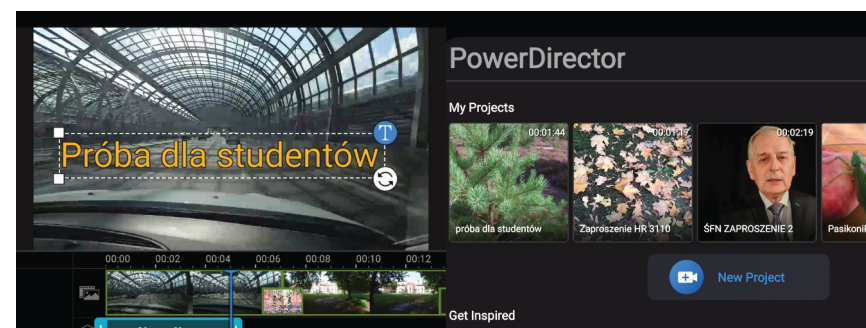 Próba dla studentów
T
00:00 00:02 00:04 00:06 00:08 00:10 00:12
PowerDirector
My Projects
00:01:44
00:01:17
00:02:19
próba dla studentów
Zaproszenie HR 3110
ŚFN ZAPROSZENIE 2
Pasikonik
New Project
Get Inspired